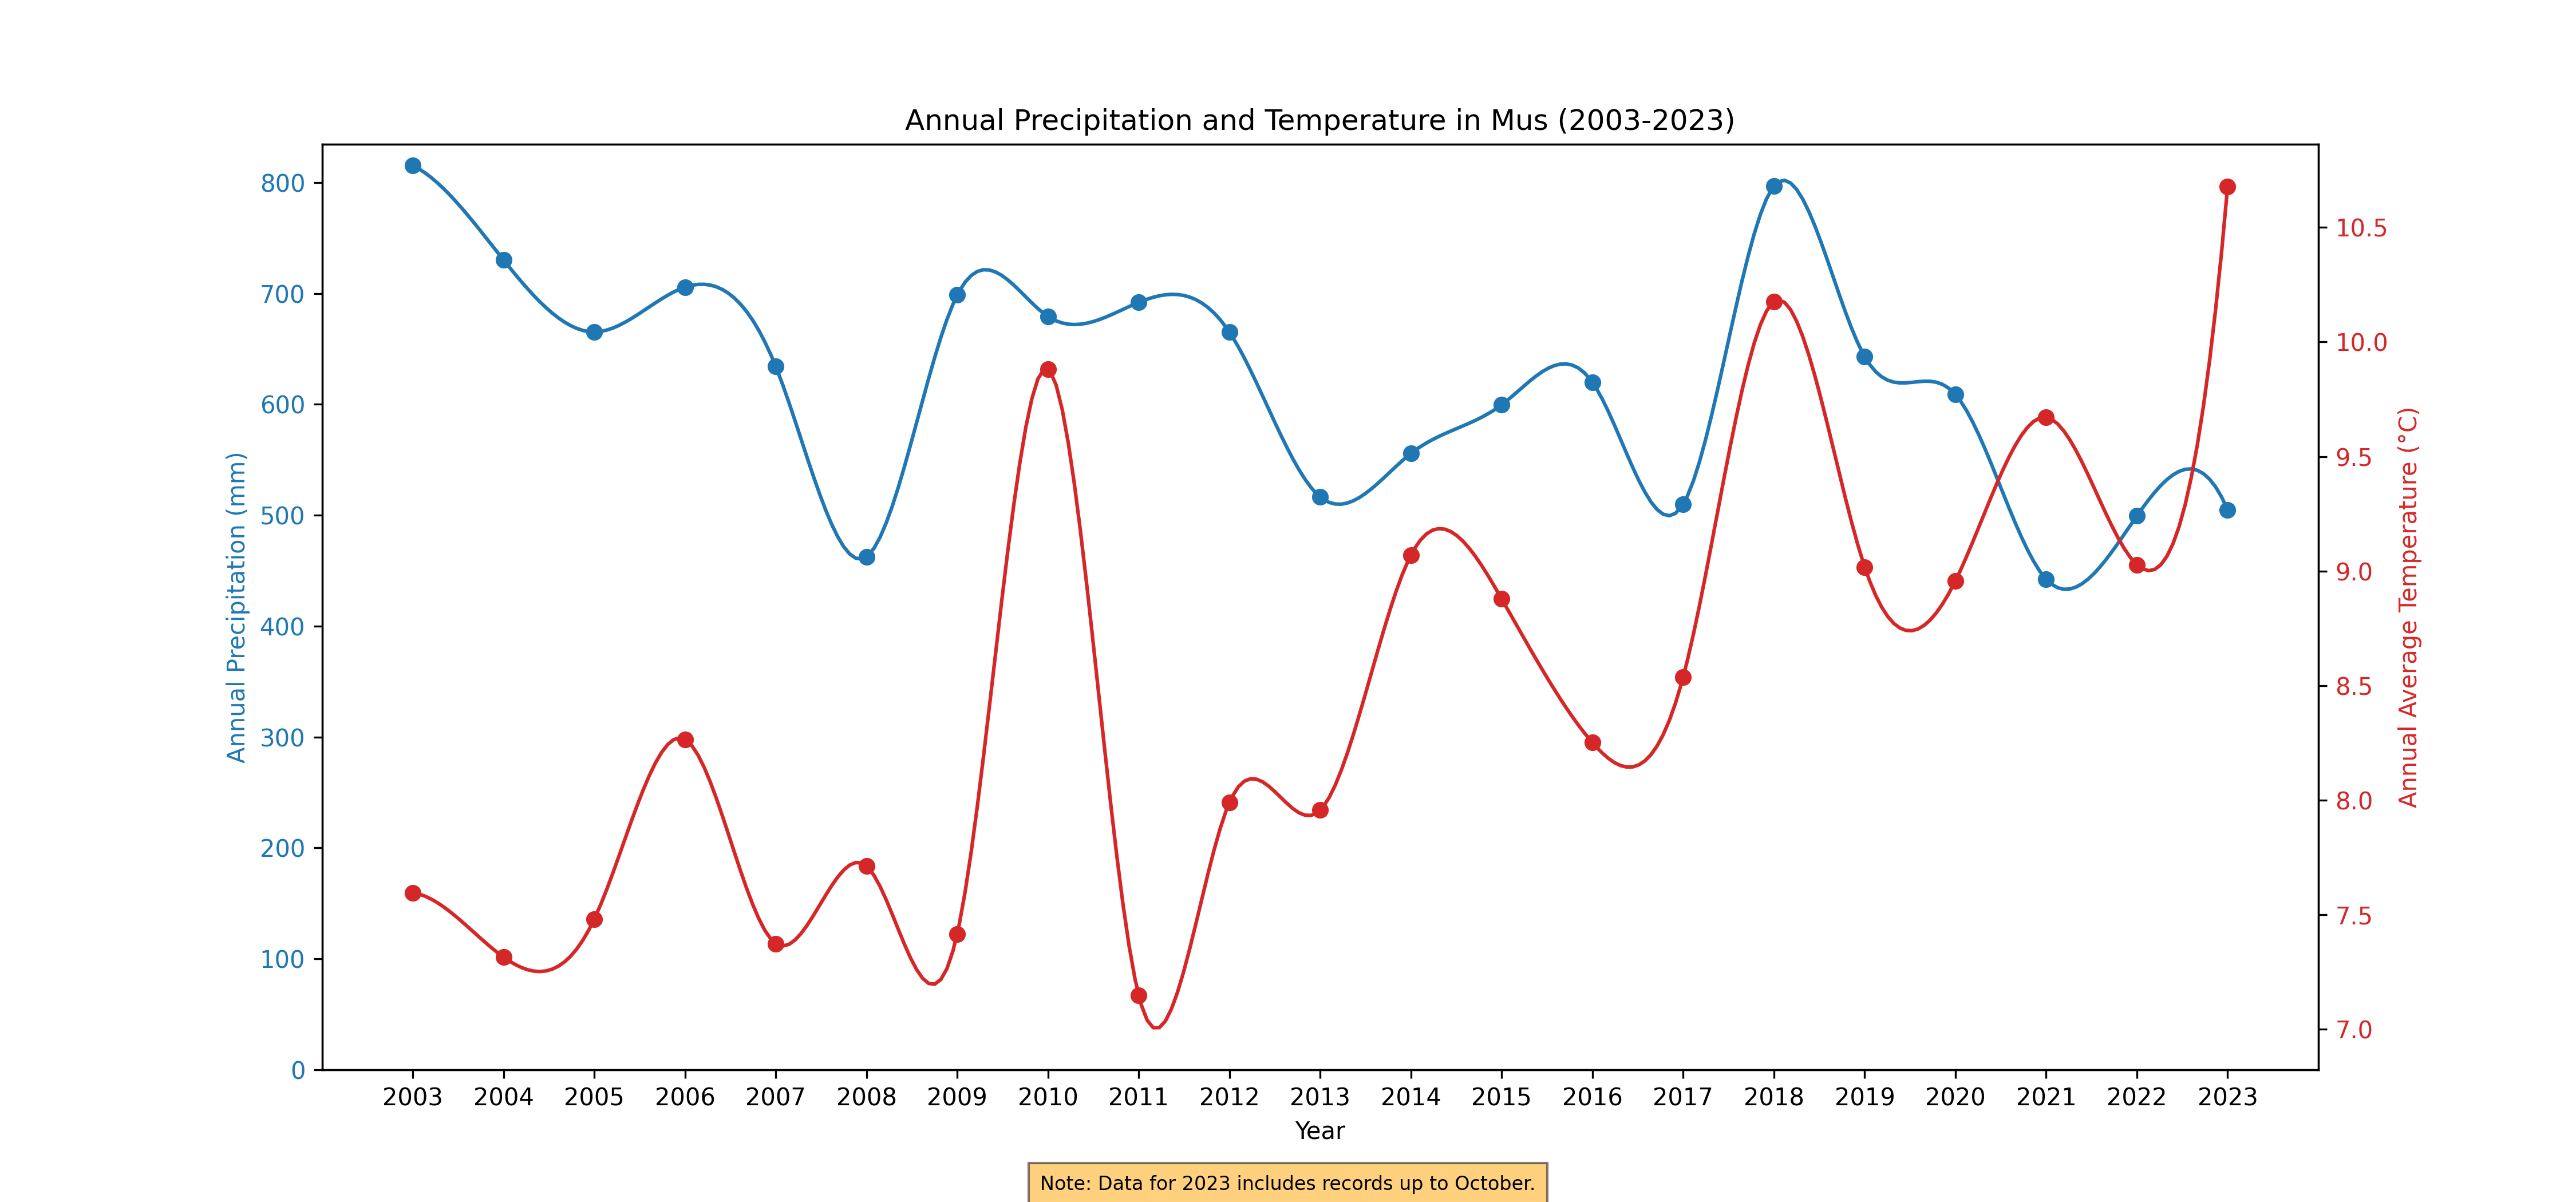 Annual Precipitation and Temperature in Mus (2003-2023)
Annual Precipitation (mm)
800
700
600
500
400
300
200
100
0
10.5
10.0
9.5
9.0
8.5
8.0
7.5
7.0
Annual Average Temperature (°C)
2003 2004 2005 2006 2007 2008 2009 2010 2011 2012 2013 2014 2015 2016 2017 2018 2019 2020 2021 2022 2023
Year
Note: Data for 2023 includes records up to October.